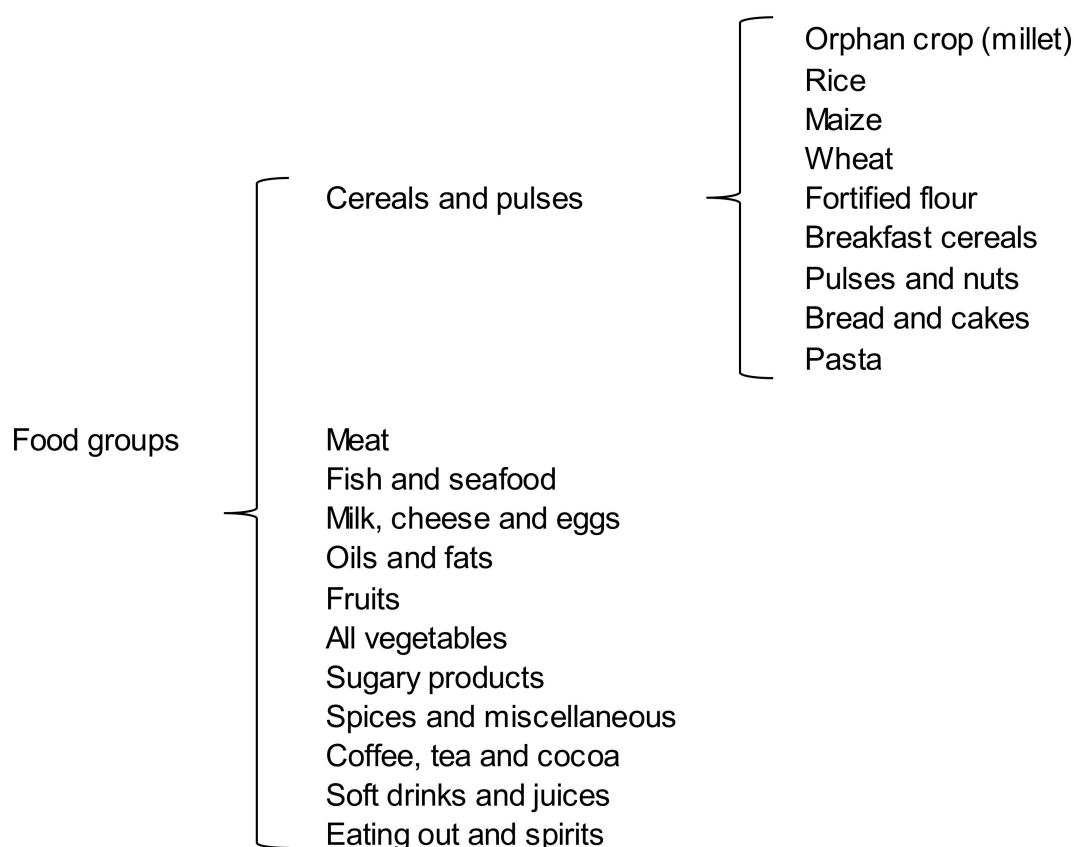 Orphan crop (millet)
Rice
Maize
Wheat
Cereals and pulses
Fortified flour
Breakfast cereals
Pulses and nuts
Bread and cakes
Pasta
Food groups
Meat
Fish and seafood
Milk, cheese and eggs
Oils and fats
Fruits
All vegetables
Sugary products
Spices and miscellaneous
Coffee, tea and cocoa
Soft drinks and juices
Eating out and spirits